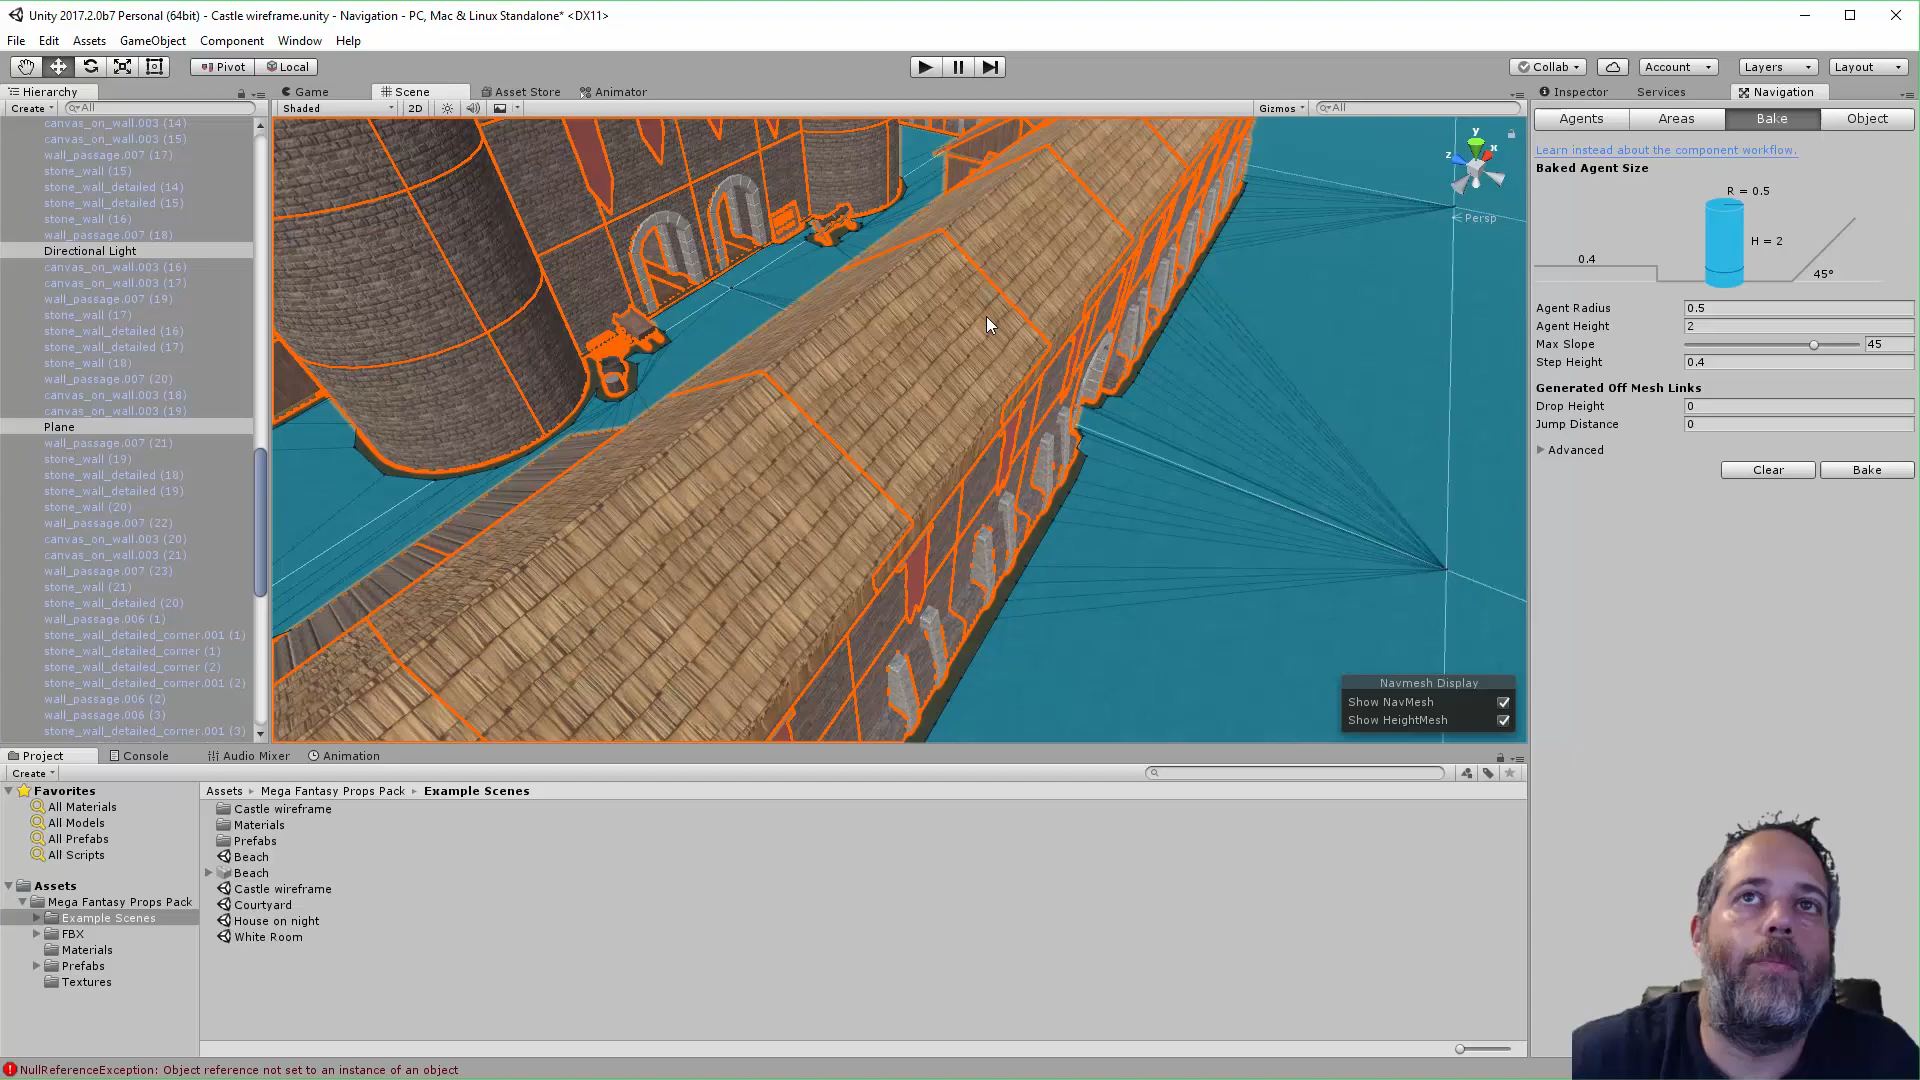 Unity 2017.2.0b7 Personal (64bit) - Castle wireframe.unity - Navigation - PC, Mac & Linux Standalone* <DX11>
File Edit Assets GameObject Component Window Help
Pivot Local Collab Account Layers Layout
Hierarchy Game Scene Asset Store Animator Inspector Services Navigation
Create All Shaded 2D Gizmos All
canvas_on_wall.003 (14)
canvas_on_wall.003 (15)
wall_passage.007 (17)
stone_wall (15)
stone_wall_detailed (14)
stone_wall_detailed (15)
stone_wall (16)
wall_passage.007 (18)
Directional Light
canvas_on_wall.003 (16)
canvas_on_wall.003 (17)
wall_passage.007 (19)
stone_wall (17)
stone_wall_detailed (16)
stone_wall_detailed (17)
stone_wall (18)
wall_passage.007 (20)
canvas_on_wall.003 (18)
canvas_on_wall.003 (19)
Plane
wall_passage.007 (21)
stone_wall (19)
stone_wall_detailed (18)
stone_wall_detailed (19)
stone_wall (20)
wall_passage.007 (22)
canvas_on_wall.003 (20)
canvas_on_wall.003 (21)
wall_passage.007 (23)
stone_wall (21)
stone_wall_detailed (20)
wall_passage.006 (1)
stone_wall_detailed_corner.001 (1)
stone_wall_detailed_corner (1)
stone_wall_detailed_corner (2)
stone_wall_detailed_corner.001 (2)
wall_passage.006 (2)
wall_passage.006 (3)
stone_wall_detailed_corner.001 (3)
y
x
z
Persp
Navmesh Display
Show NavMesh
Show HeightMesh
Agents Areas Bake Object
Learn instead about the component workflow.
Baked Agent Size
R = 0.5
H = 2
0.4
45°
Agent Radius 0.5
Agent Height 2
Max Slope 45
Step Height 0.4
Generated Off Mesh Links
Drop Height 0
Jump Distance 0
Advanced
Clear Bake
Project Console Audio Mixer Animation
Create
Favorites
All Materials
All Models
All Prefabs
All Scripts
Assets
Mega Fantasy Props Pack
Example Scenes
FBX
Materials
Prefabs
Textures
Assets Mega Fantasy Props Pack Example Scenes
Castle wireframe
Materials
Prefabs
Beach
Beach
Castle wireframe
Courtyard
House on night
White Room
NullReferenceException: Object reference not set to an instance of an object